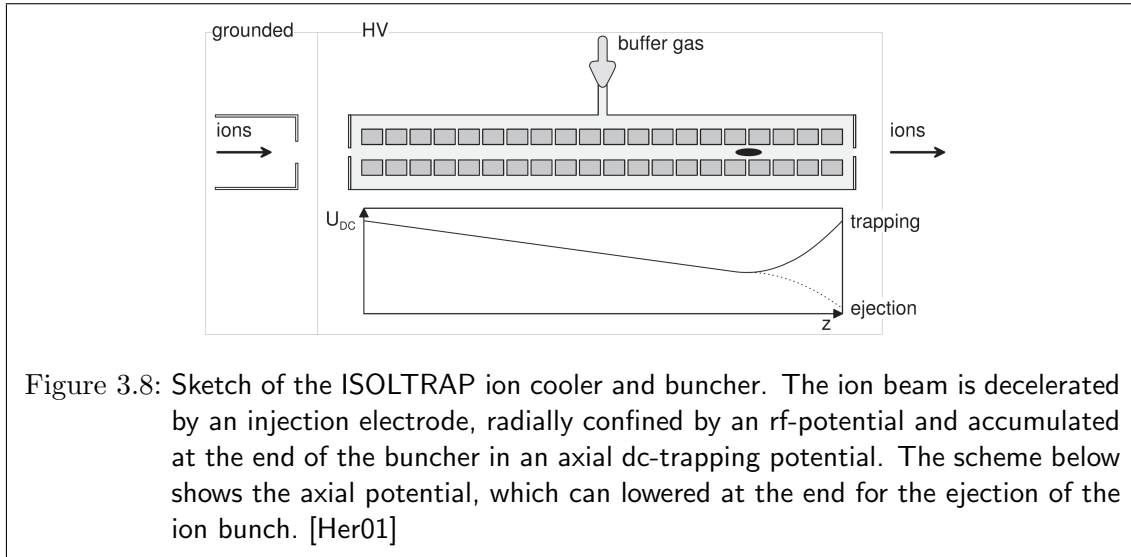 grounded
HV
buffer gas
ions
ions
U_DC
trapping
ejection
z
Figure 3.8: Sketch of the ISOLTRAP ion cooler and buncher. The ion beam is decelerated
by an injection electrode, radially confined by an rf-potential and accumulated
at the end of the buncher in an axial dc-trapping potential. The scheme below
shows the axial potential, which can lowered at the end for the ejection of the
ion bunch. [Her01]